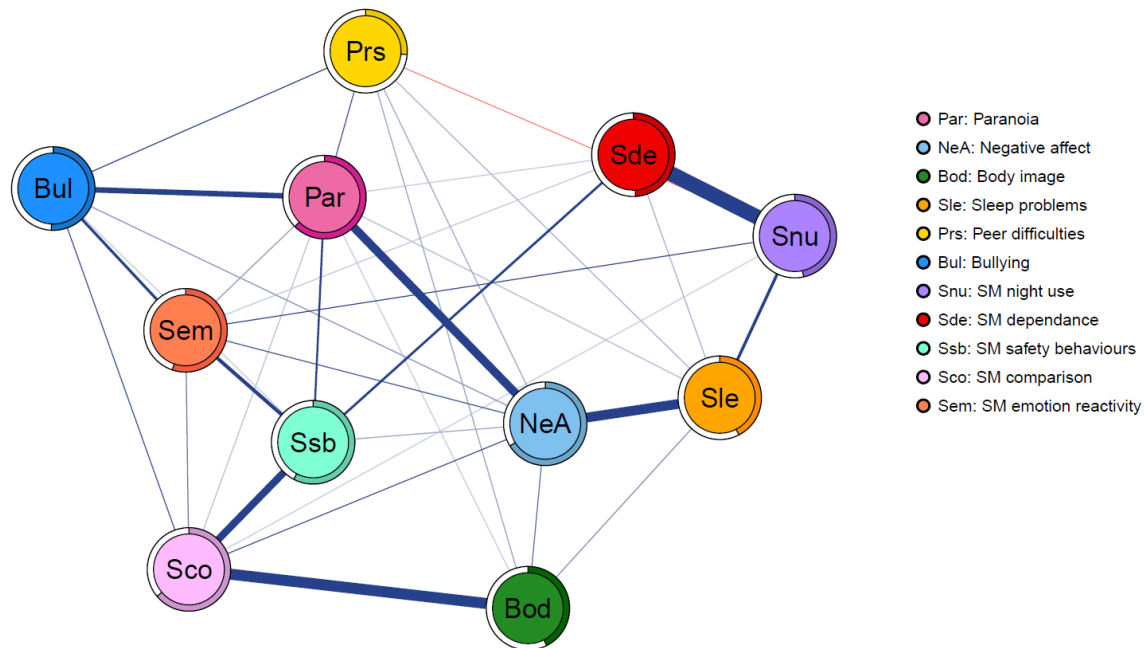 Prs
Sde
Bul
Par
Snu
Sem
Sle
NeA
Ssb
Sco
Bod
Par: Paranoia
NeA: Negative affect
Bod: Body image
Sle: Sleep problems
Prs: Peer difficulties
Bul: Bullying
Snu: SM night use
Sde: SM dependance
Ssb: SM safety behaviours
Sco: SM comparison
Sem: SM emotion reactivity